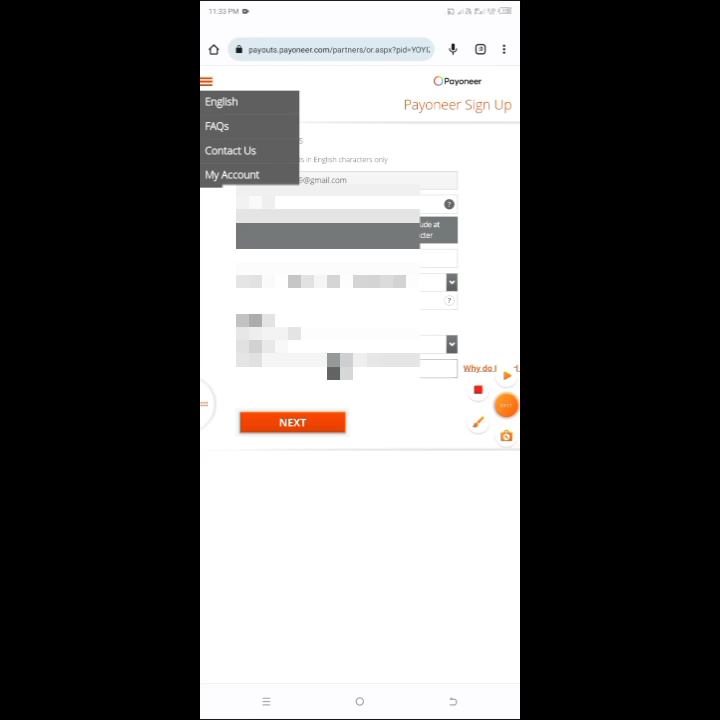 11.33 PM
payouts.payoneer.com/partners/or.aspx?pid=YOYI
Payoneer
English
Payoneer Sign Up
FAQs
Contact Us
in English characters only
My Account
@gmail.com
?
ude at
cter
?
Why do I
NEXT